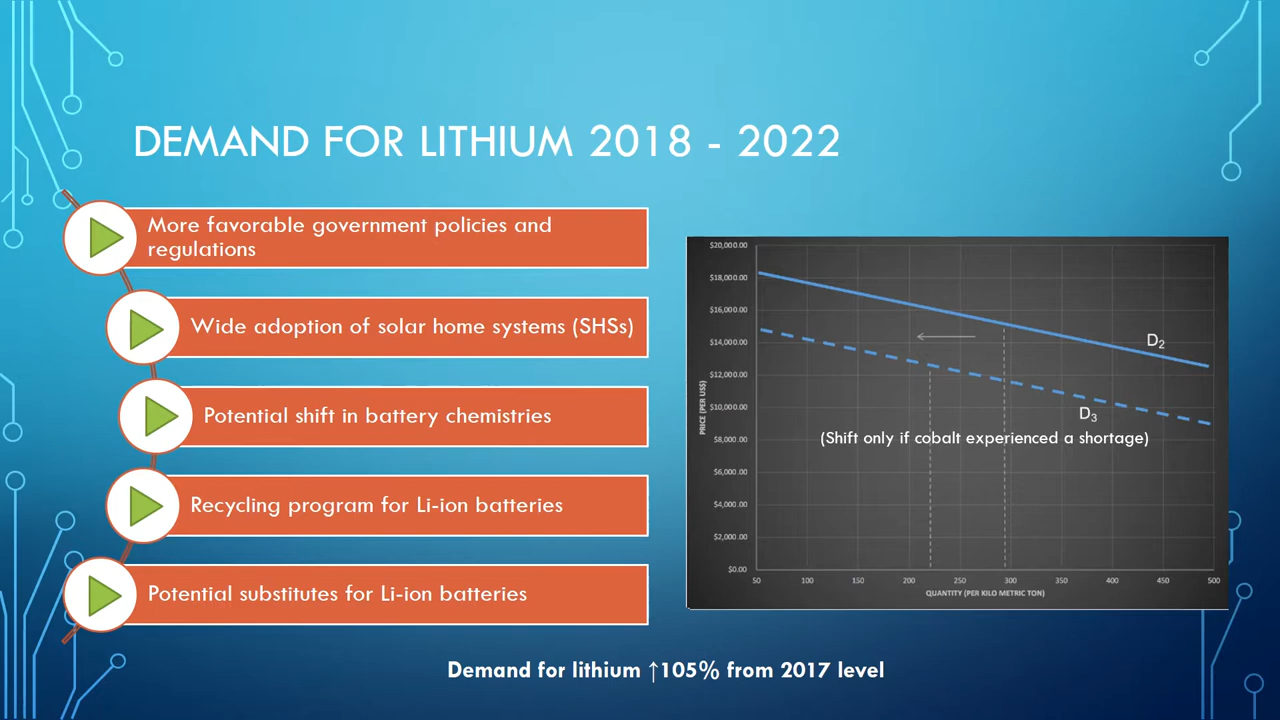 DEMAND FOR LITHIUM 2018 - 2022
More favorable government policies and
regulations
Wide adoption of solar home systems (SHSs)
Potential shift in battery chemistries
Recycling program for Li-ion batteries
Potential substitutes for Li-ion batteries
$20,000.00
$18,000.00
$16,000.00
$14,000.00
$12,000.00
$10,000.00
$8,000.00
$6,000.00
$4,000.00
$2,000.00
$0.00
PRICE (PER US$)
D2
D3
(Shift only if cobalt experienced a shortage)
50 100 150 200 250 300 350 400 450 500
QUANTITY (PER KILO METRIC TON)
Demand for lithium ↑105% from 2017 level